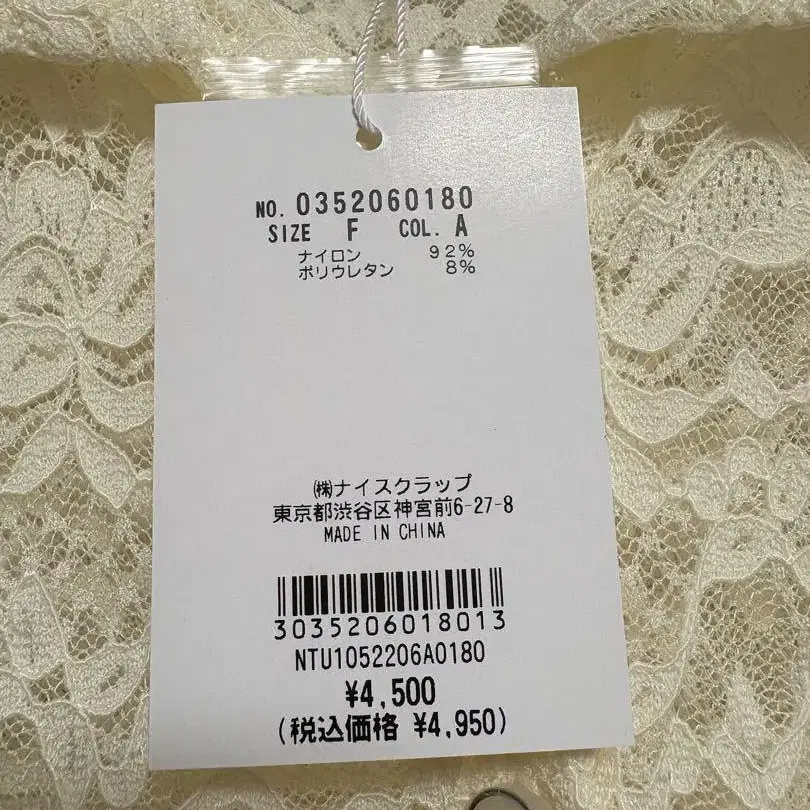 NO. 0352060180
SIZE F COL. A
ナイロン 92%
ポリウレタン 8%
㈱ナイスクラップ
東京都渋谷区神宮前6-27-8
MADE IN CHINA
3035206018013
NTU1052206A0180
¥4,500
(税込価格 ¥4,950)